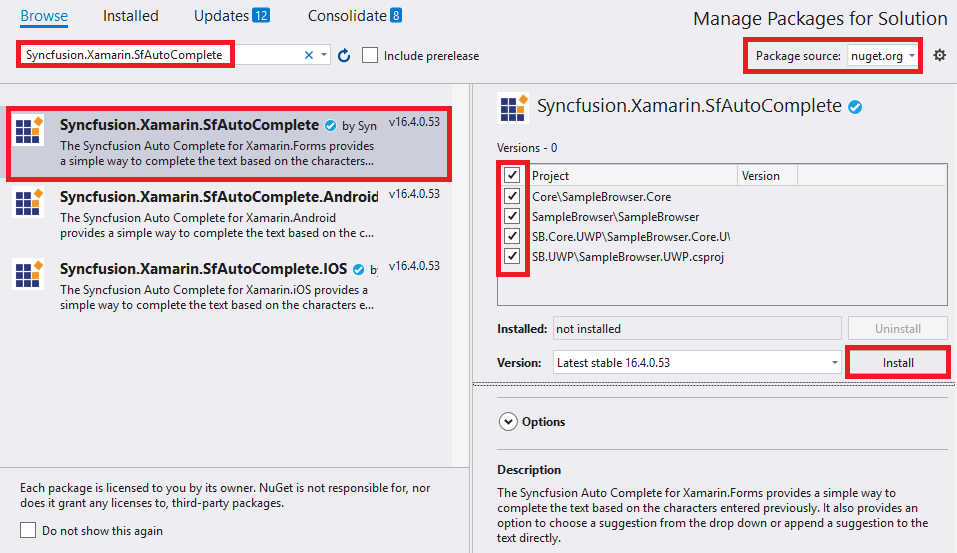 Browse Installed Updates 12 Consolidate 8
Manage Packages for Solution
Syncfusion.Xamarin.SfAutoComplete
Include prerelease
Package source: nuget.org
Syncfusion.Xamarin.SfAutoComplete by Syn v16.4.0.53
The Syncfusion Auto Complete for Xamarin.Forms provides
a simple way to complete the text based on the characters...
Syncfusion.Xamarin.SfAutoComplete.Android v16.4.0.53
The Syncfusion Auto Complete for Xamarin.Android
provides a simple way to complete the text based on the c...
Syncfusion.Xamarin.SfAutoComplete.IOS by v16.4.0.53
The Syncfusion Auto Complete for Xamarin.iOS provides a
simple way to complete the text based on the characters e...
Each package is licensed to you by its owner. NuGet is not responsible for, nor
does it grant any licenses to, third-party packages.
Do not show this again
Syncfusion.Xamarin.SfAutoComplete
Versions - 0
Project Version
Core\SampleBrowser.Core
SampleBrowser\SampleBrowser
SB.Core.UWP\SampleBrowser.Core.U\
SB.UWP\SampleBrowser.UWP.csproj
Installed: not installed Uninstall
Version: Latest stable 16.4.0.53 Install
Options
Description
The Syncfusion Auto Complete for Xamarin.Forms provides a simple way to
complete the text based on the characters entered previously. It also provides an
option to choose a suggestion from the drop down or append a suggestion to the
text directly.